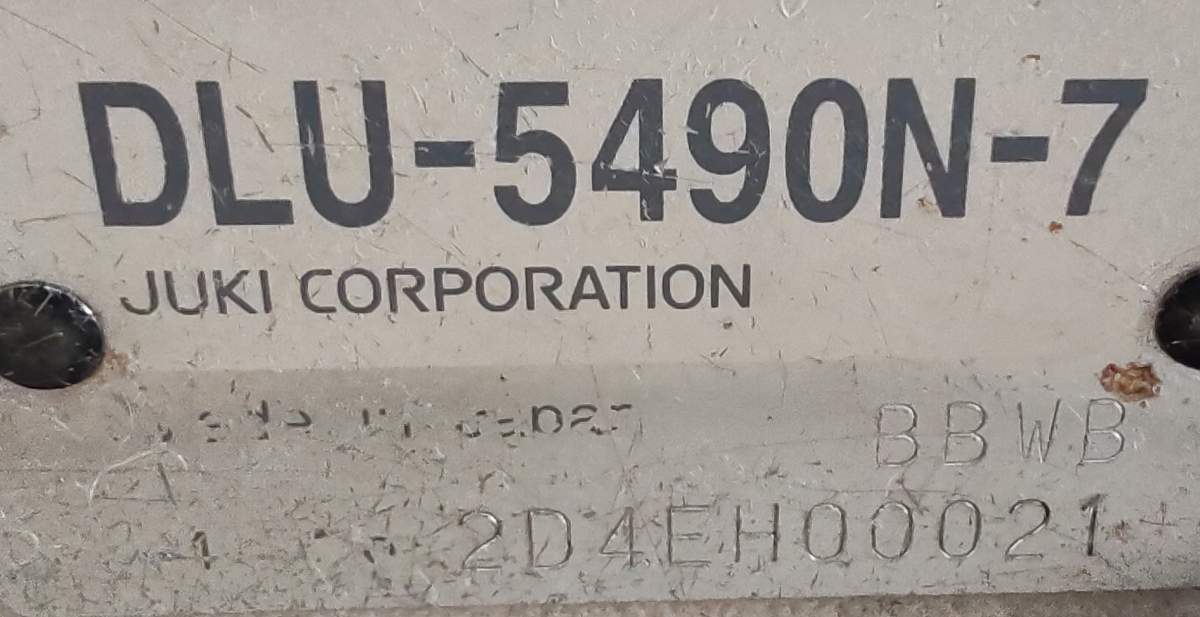 DLU-5490N-7
JUKI CORPORATION
BBWB
2D4EH00021